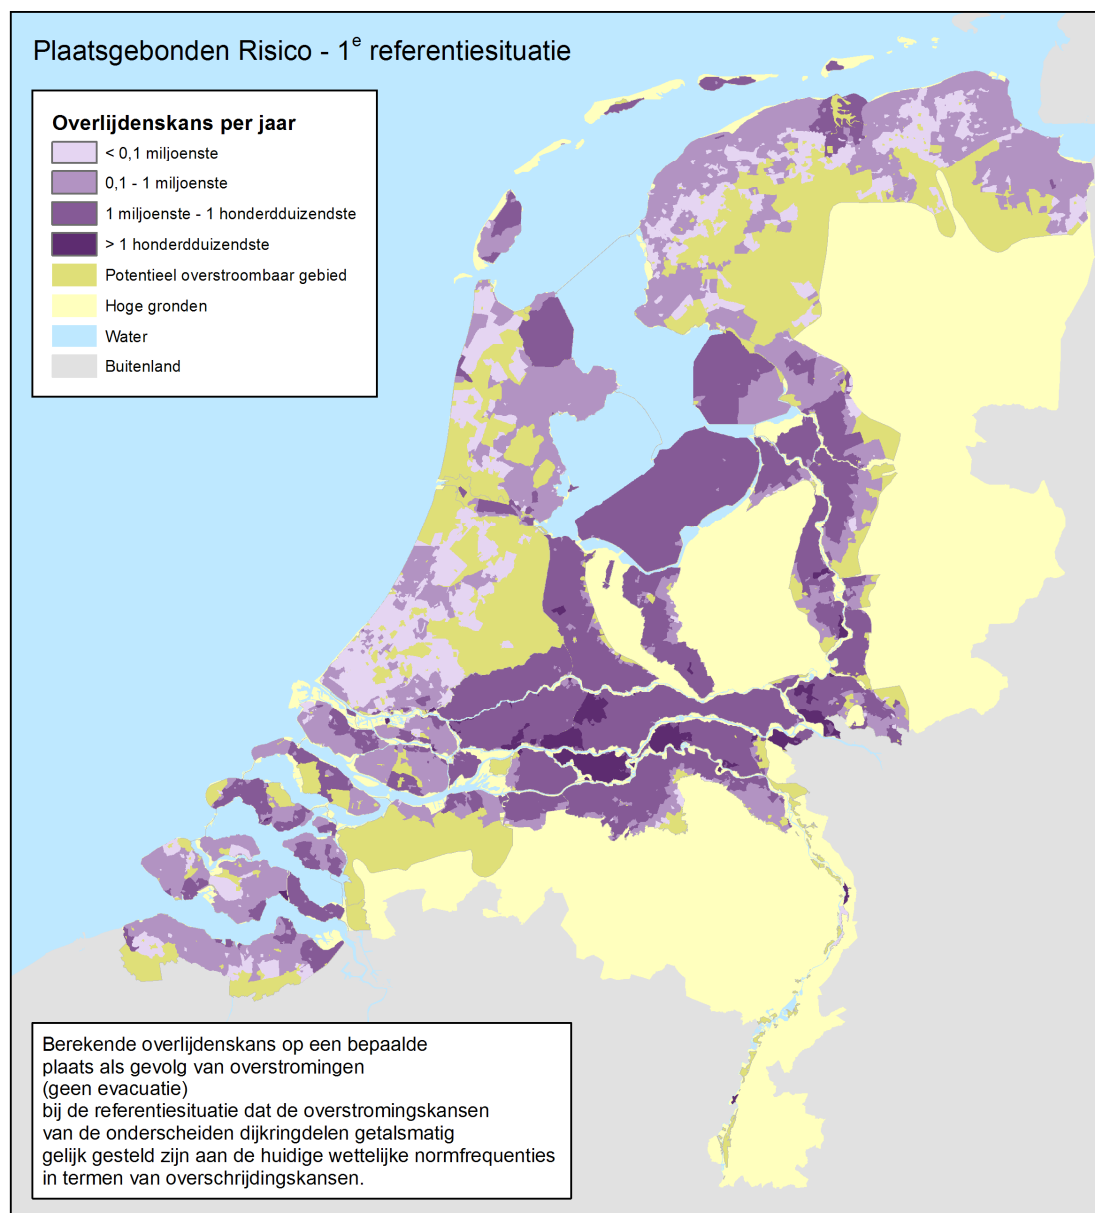 Plaatsgebonden Risico - 1e referentiesituatie
Overlijdenskans per jaar
< 0,1 miljoenste
0,1 - 1 miljoenste
1 miljoenste - 1 honderdduizendste
> 1 honderdduizendste
Potentieel overstroombaar gebied
Hoge gronden
Water
Buitenland
Berekende overlijdenskans op een bepaalde
plaats als gevolg van overstromingen
(geen evacuatie)
bij de referentiesituatie dat de overstromingskansen
van de onderscheiden dijkringdelen getalsmatig
gelijk gesteld zijn aan de huidige wettelijke normfrequenties
in termen van overschrijdingskansen.